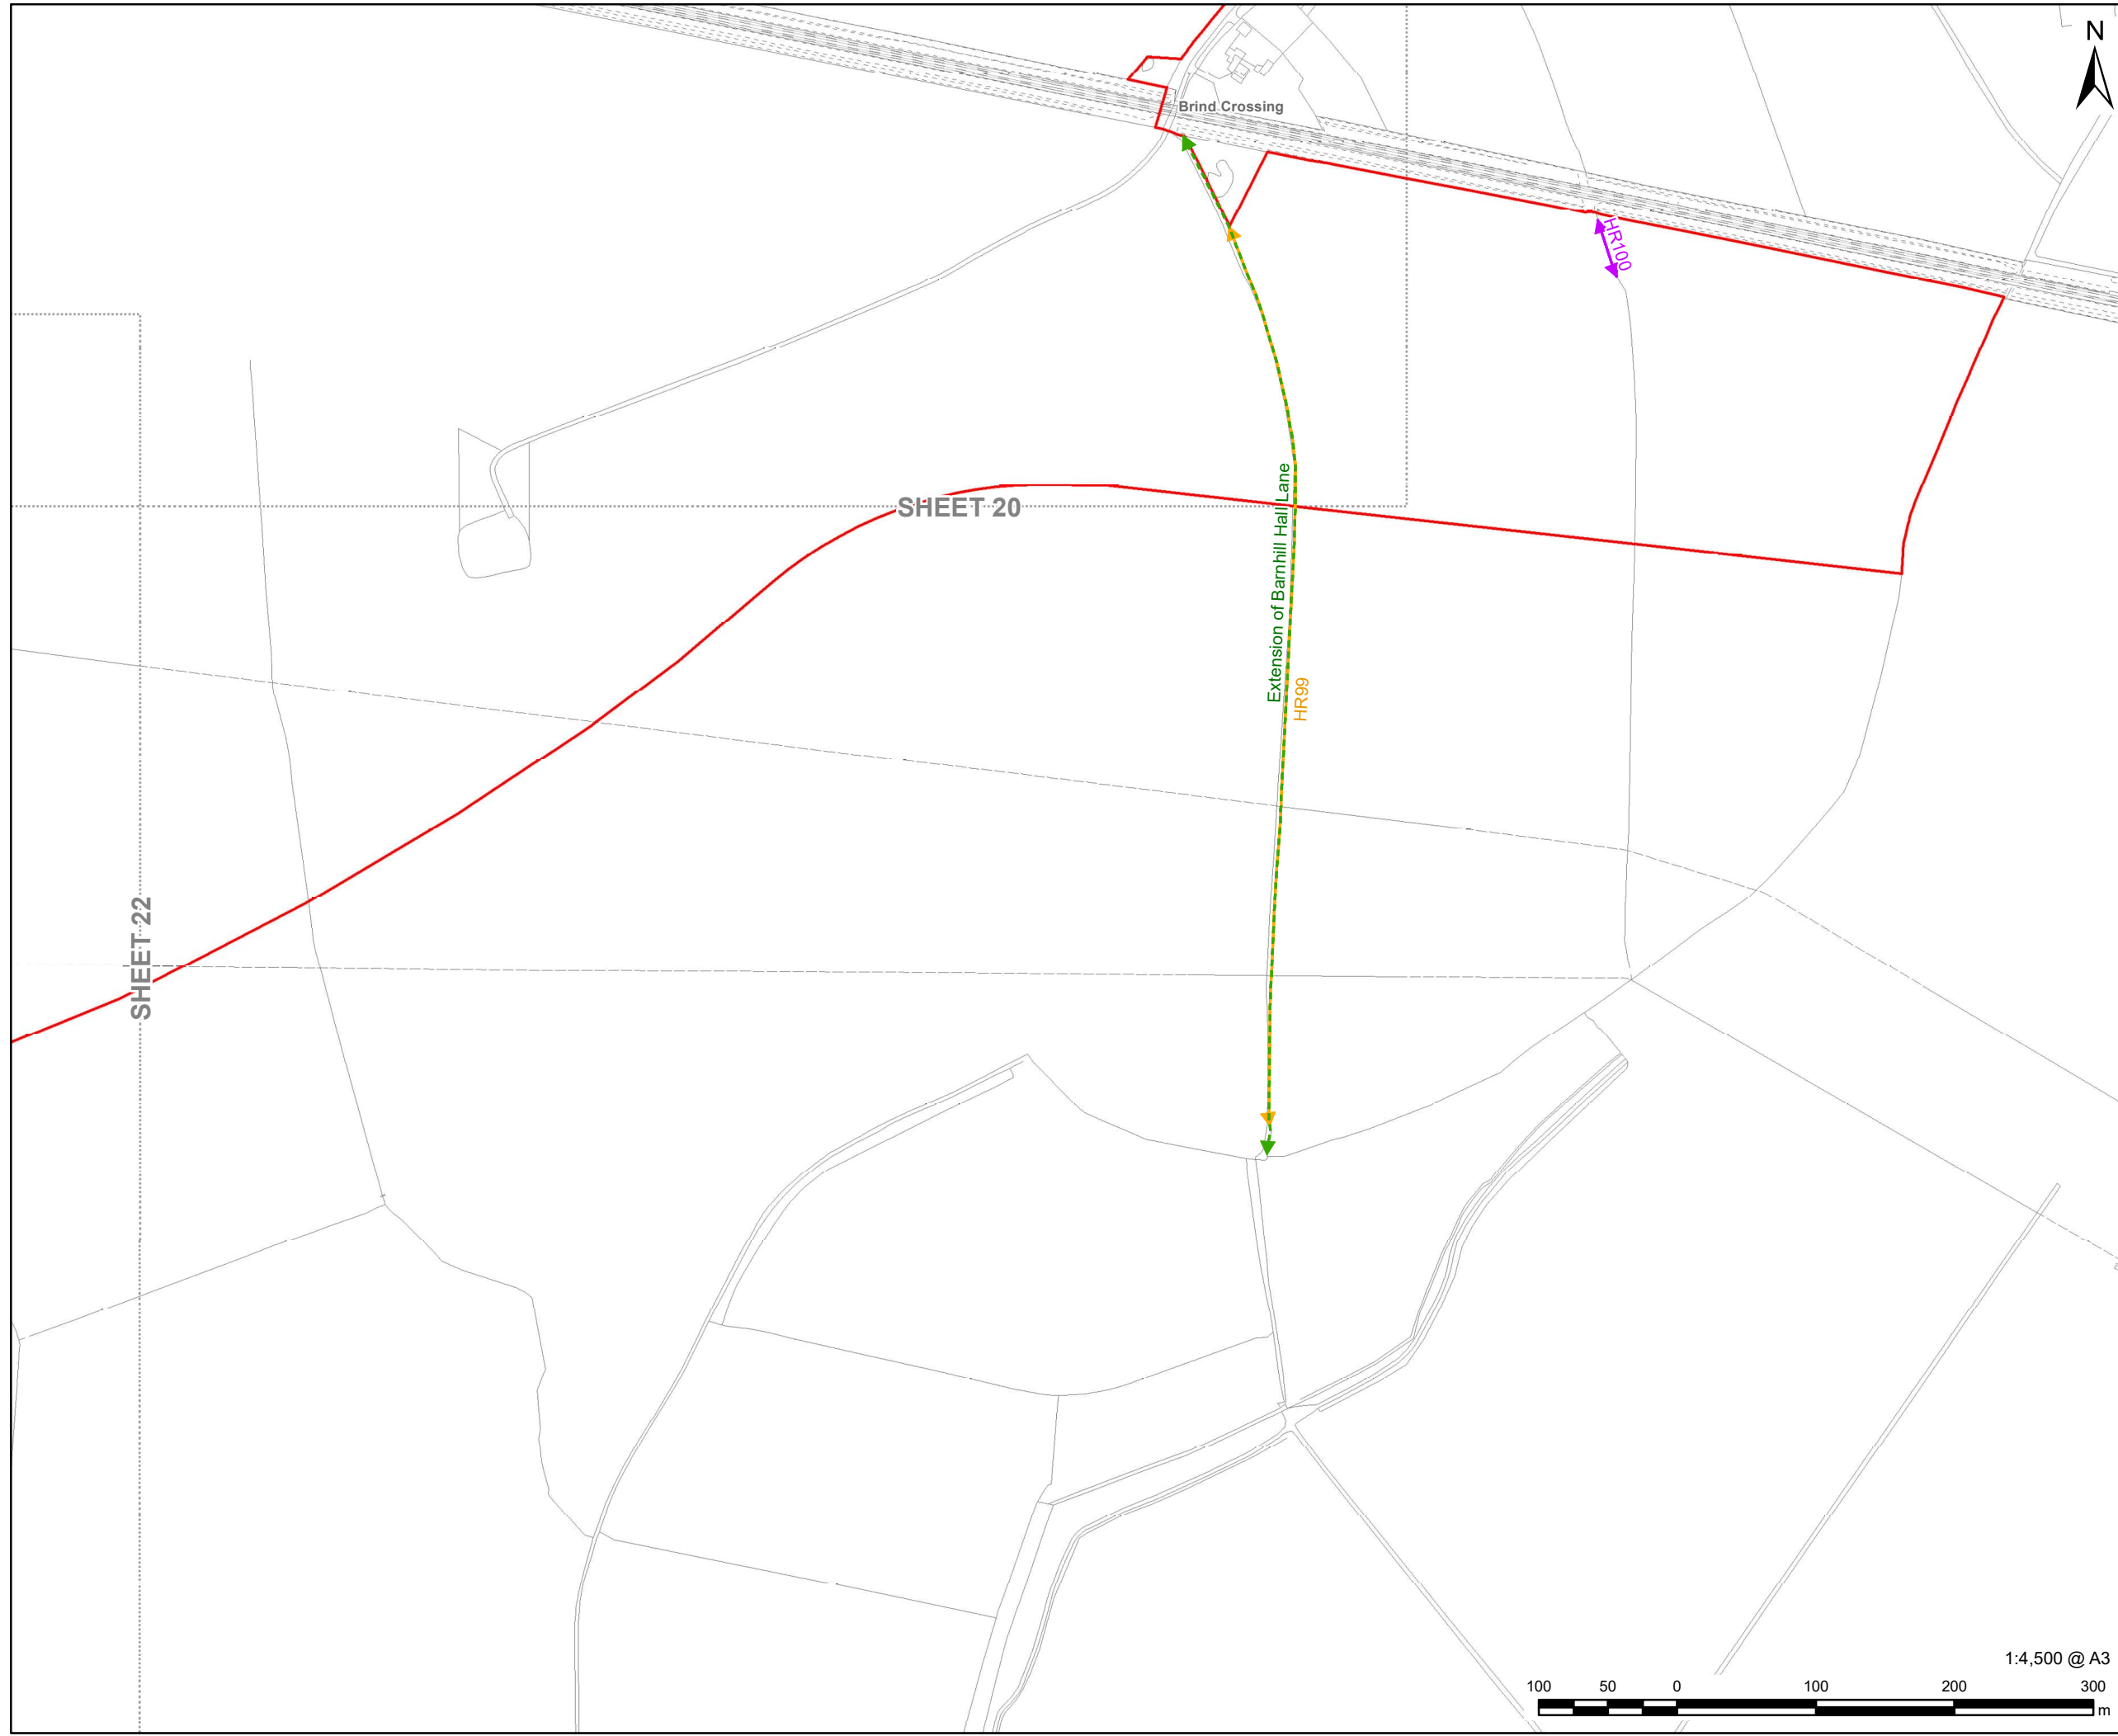 N
Brind Crossing
HR100
SHEET 20
Extension of Barnhill Hall Lane
HR99
SHEET 22
1:4,500 @ A3
100 50 0 100 200 300
m